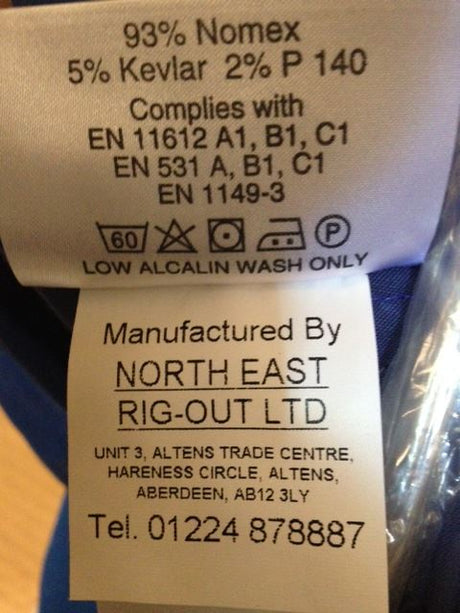 93% Nomex
5% Kevlar 2% P 140
Complies with
EN 11612 A1, B1, C1
EN 531 A, B1, C1
EN 1149-3
60 P
LOW ALCALIN WASH ONLY
Manufactured By
NORTH EAST
RIG-OUT LTD
UNIT 3, ALTENS TRADE CENTRE,
HARENESS CIRCLE, ALTENS,
ABERDEEN, AB12 3LY
Tel. 01224 878887